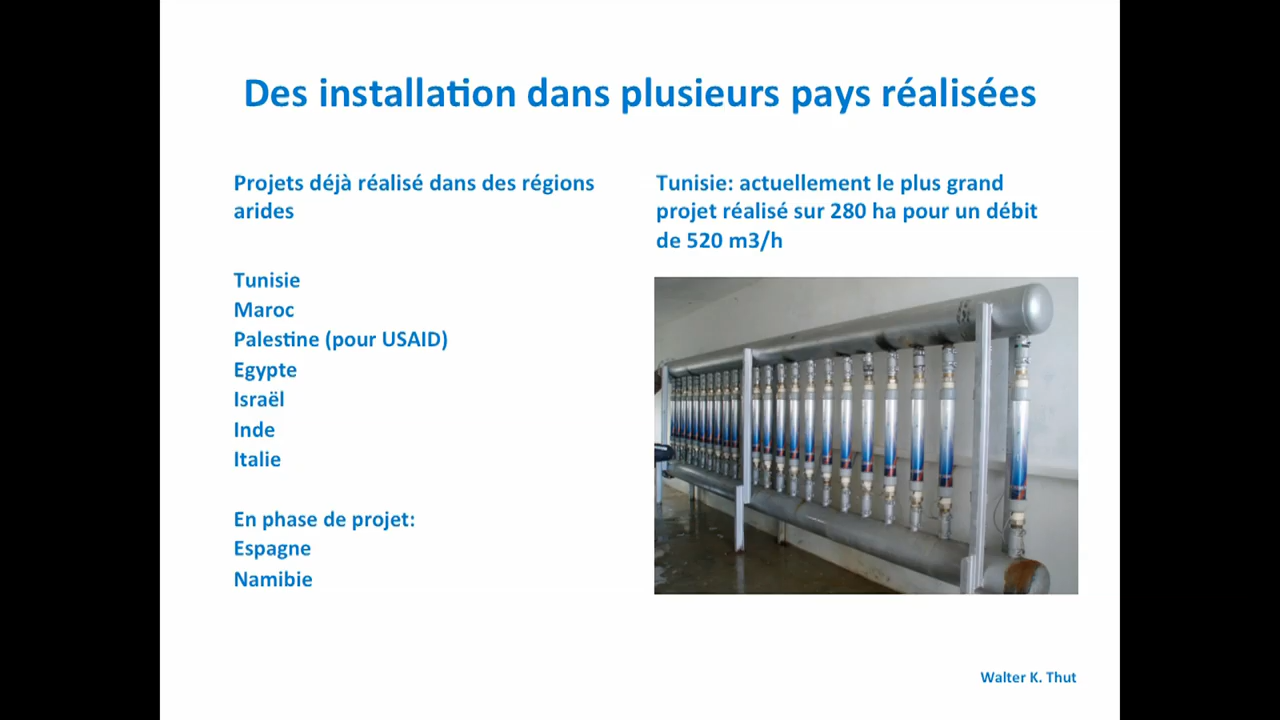 Des installation dans plusieurs pays réalisées
Projets déjà réalisé dans des régions
arides
Tunisie
Maroc
Palestine (pour USAID)
Egypte
Israël
Inde
Italie
En phase de projet:
Espagne
Namibie
Tunisie: actuellement le plus grand
projet réalisé sur 280 ha pour un débit
de 520 m3/h
Walter K. Thut